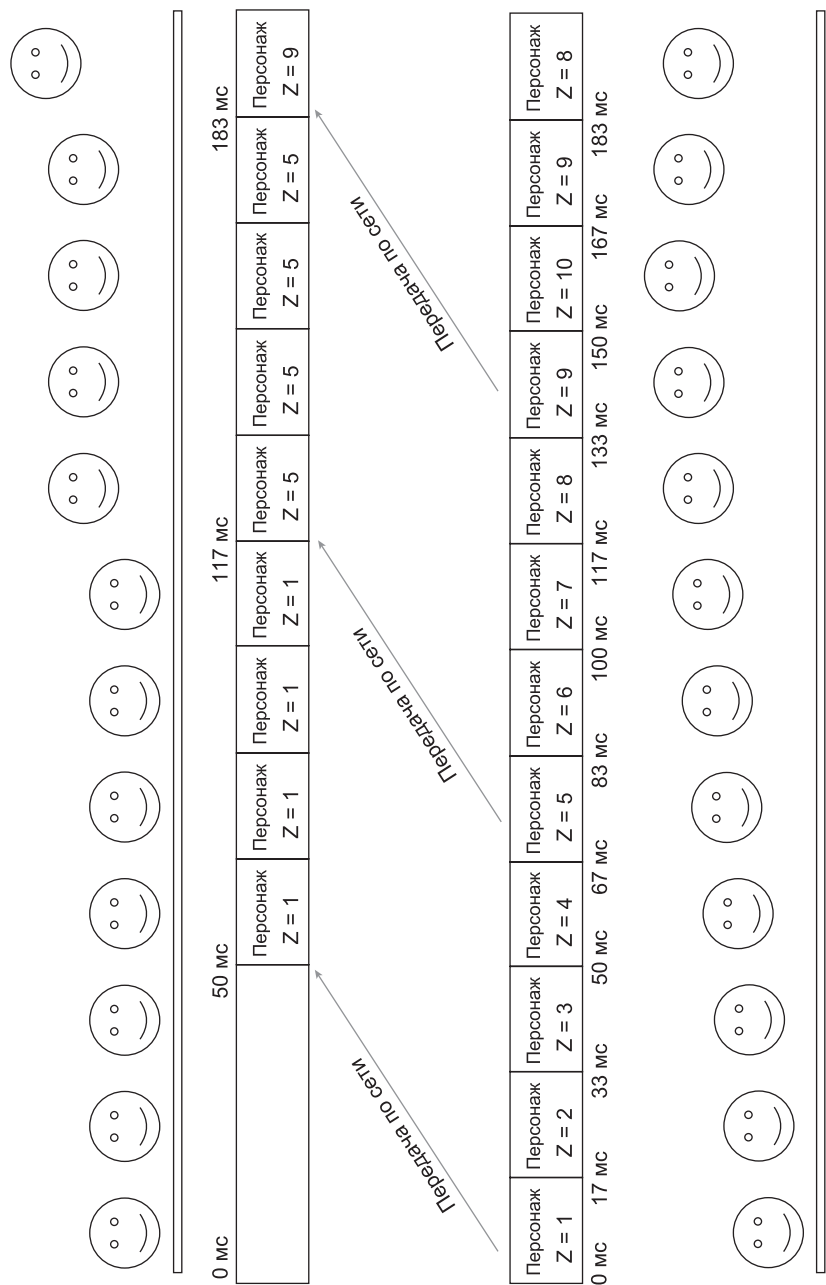 0 мс
50 мс
117 мс
183 мс
Персонаж
Z = 1
Персонаж
Z = 1
Персонаж
Z = 1
Персонаж
Z = 1
Персонаж
Z = 5
Персонаж
Z = 5
Персонаж
Z = 5
Персонаж
Z = 5
Персонаж
Z = 9
Передача по сети
Передача по сети
Передача по сети
Персонаж
Z = 1
Персонаж
Z = 2
Персонаж
Z = 3
Персонаж
Z = 4
Персонаж
Z = 5
Персонаж
Z = 6
Персонаж
Z = 7
Персонаж
Z = 8
Персонаж
Z = 9
Персонаж
Z = 10
Персонаж
Z = 9
Персонаж
Z = 8
0 мс
17 мс
33 мс
50 мс
67 мс
83 мс
100 мс
117 мс
133 мс
150 мс
167 мс
183 мс